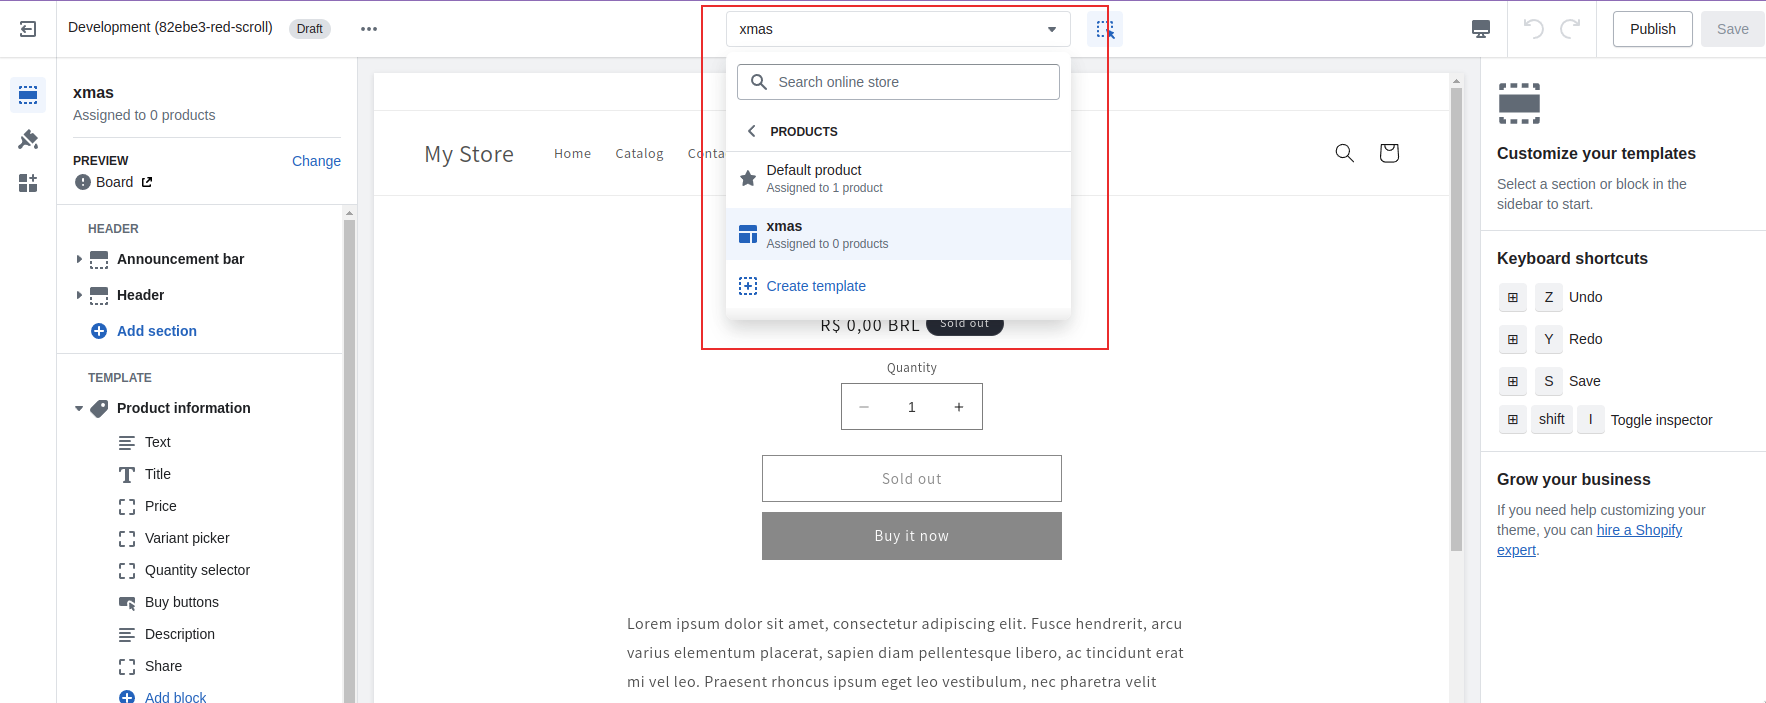 Development (82ebe3-red-scroll) Draft
xmas
Publish
Save
xmas
Assigned to 0 products
PREVIEW
Change
Board
HEADER
Announcement bar
Header
Add section
TEMPLATE
Product information
Text
Title
Price
Variant picker
Quantity selector
Buy buttons
Description
Share
Add block
Search online store
PRODUCTS
Default product
Assigned to 1 product
xmas
Assigned to 0 products
Create template
My Store
Home Catalog Conta
R$ 0,00 BRL Sold out
Quantity
1
Sold out
Buy it now
Lorem ipsum dolor sit amet, consectetur adipiscing elit. Fusce hendrerit, arcu
varius elementum placerat, sapien diam pellentesque libero, ac tincidunt erat
mi vel leo. Praesent rhoncus ipsum eget leo vestibulum, nec pharetra velit
Customize your templates
Select a section or block in the
sidebar to start.
Keyboard shortcuts
Z Undo
Y Redo
S Save
shift I Toggle inspector
Grow your business
If you need help customizing your
theme, you can hire a Shopify
expert.